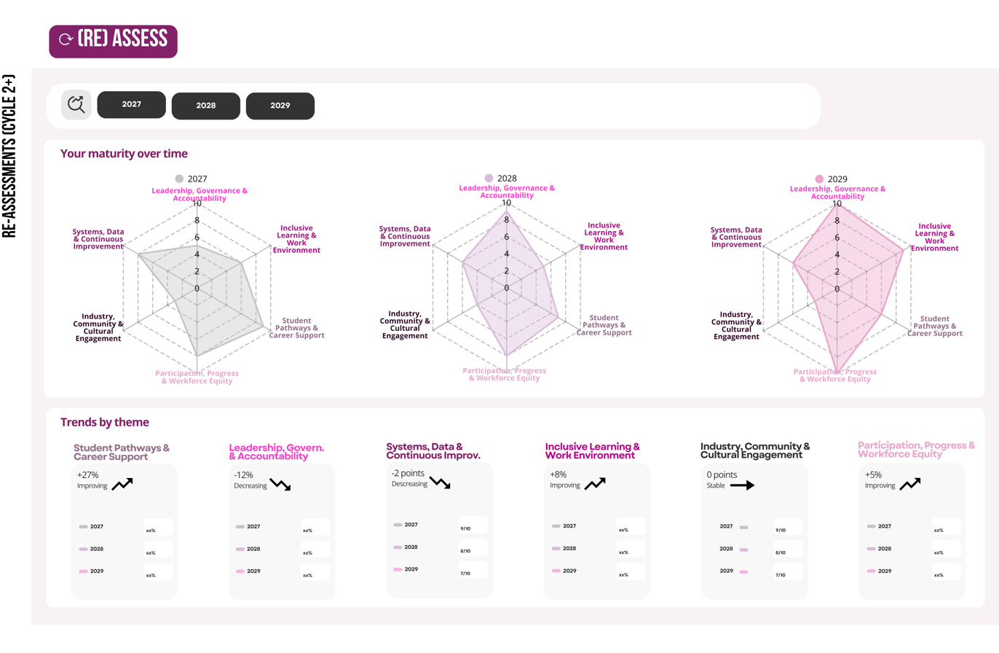 (RE) ASSESS
RE-ASSESSMENTS (CYCLE 2+)
2027
2028
2029
Your maturity over time
2027
Leadership, Governance &
Accountability
10
8
6
4
2
0
Inclusive
Learning &
Work
Environment
Student
Pathways &
Career Support
Participation, Progress
& Workforce Equity
Industry,
Community &
Cultural
Engagement
Systems, Data
& Continuous
Improvement
2028
Leadership, Governance &
Accountability
10
8
6
4
2
0
Inclusive
Learning &
Work
Environment
Student
Pathways &
Career Support
Participation, Progress
& Workforce Equity
Industry,
Community &
Cultural
Engagement
Systems, Data
& Continuous
Improvement
2029
Leadership, Governance &
Accountability
10
8
6
4
2
0
Inclusive
Learning &
Work
Environment
Student
Pathways &
Career Support
Participation, Progress
& Workforce Equity
Industry,
Community &
Cultural
Engagement
Systems, Data
& Continuous
Improvement
Trends by theme
Student Pathways &
Career Support
+27%
Improving
2027 xx%
2028 xx%
2029 xx%
Leadership, Govern.
& Accountability
-12%
Decreasing
2027 xx%
2028 xx%
2029 xx%
Systems, Data &
Continuous Improv.
-2 points
Descreasing
2027 9/10
2028 8/10
2029 7/10
Inclusive Learning &
Work Environment
+8%
Improving
2027 xx%
2028 xx%
2029 xx%
Industry, Community &
Cultural Engagement
0 points
Stable
2027 9/10
2028 8/10
2029 7/10
Participation, Progress &
Workforce Equity
+5%
Improving
2027 xx%
2028 xx%
2029 xx%